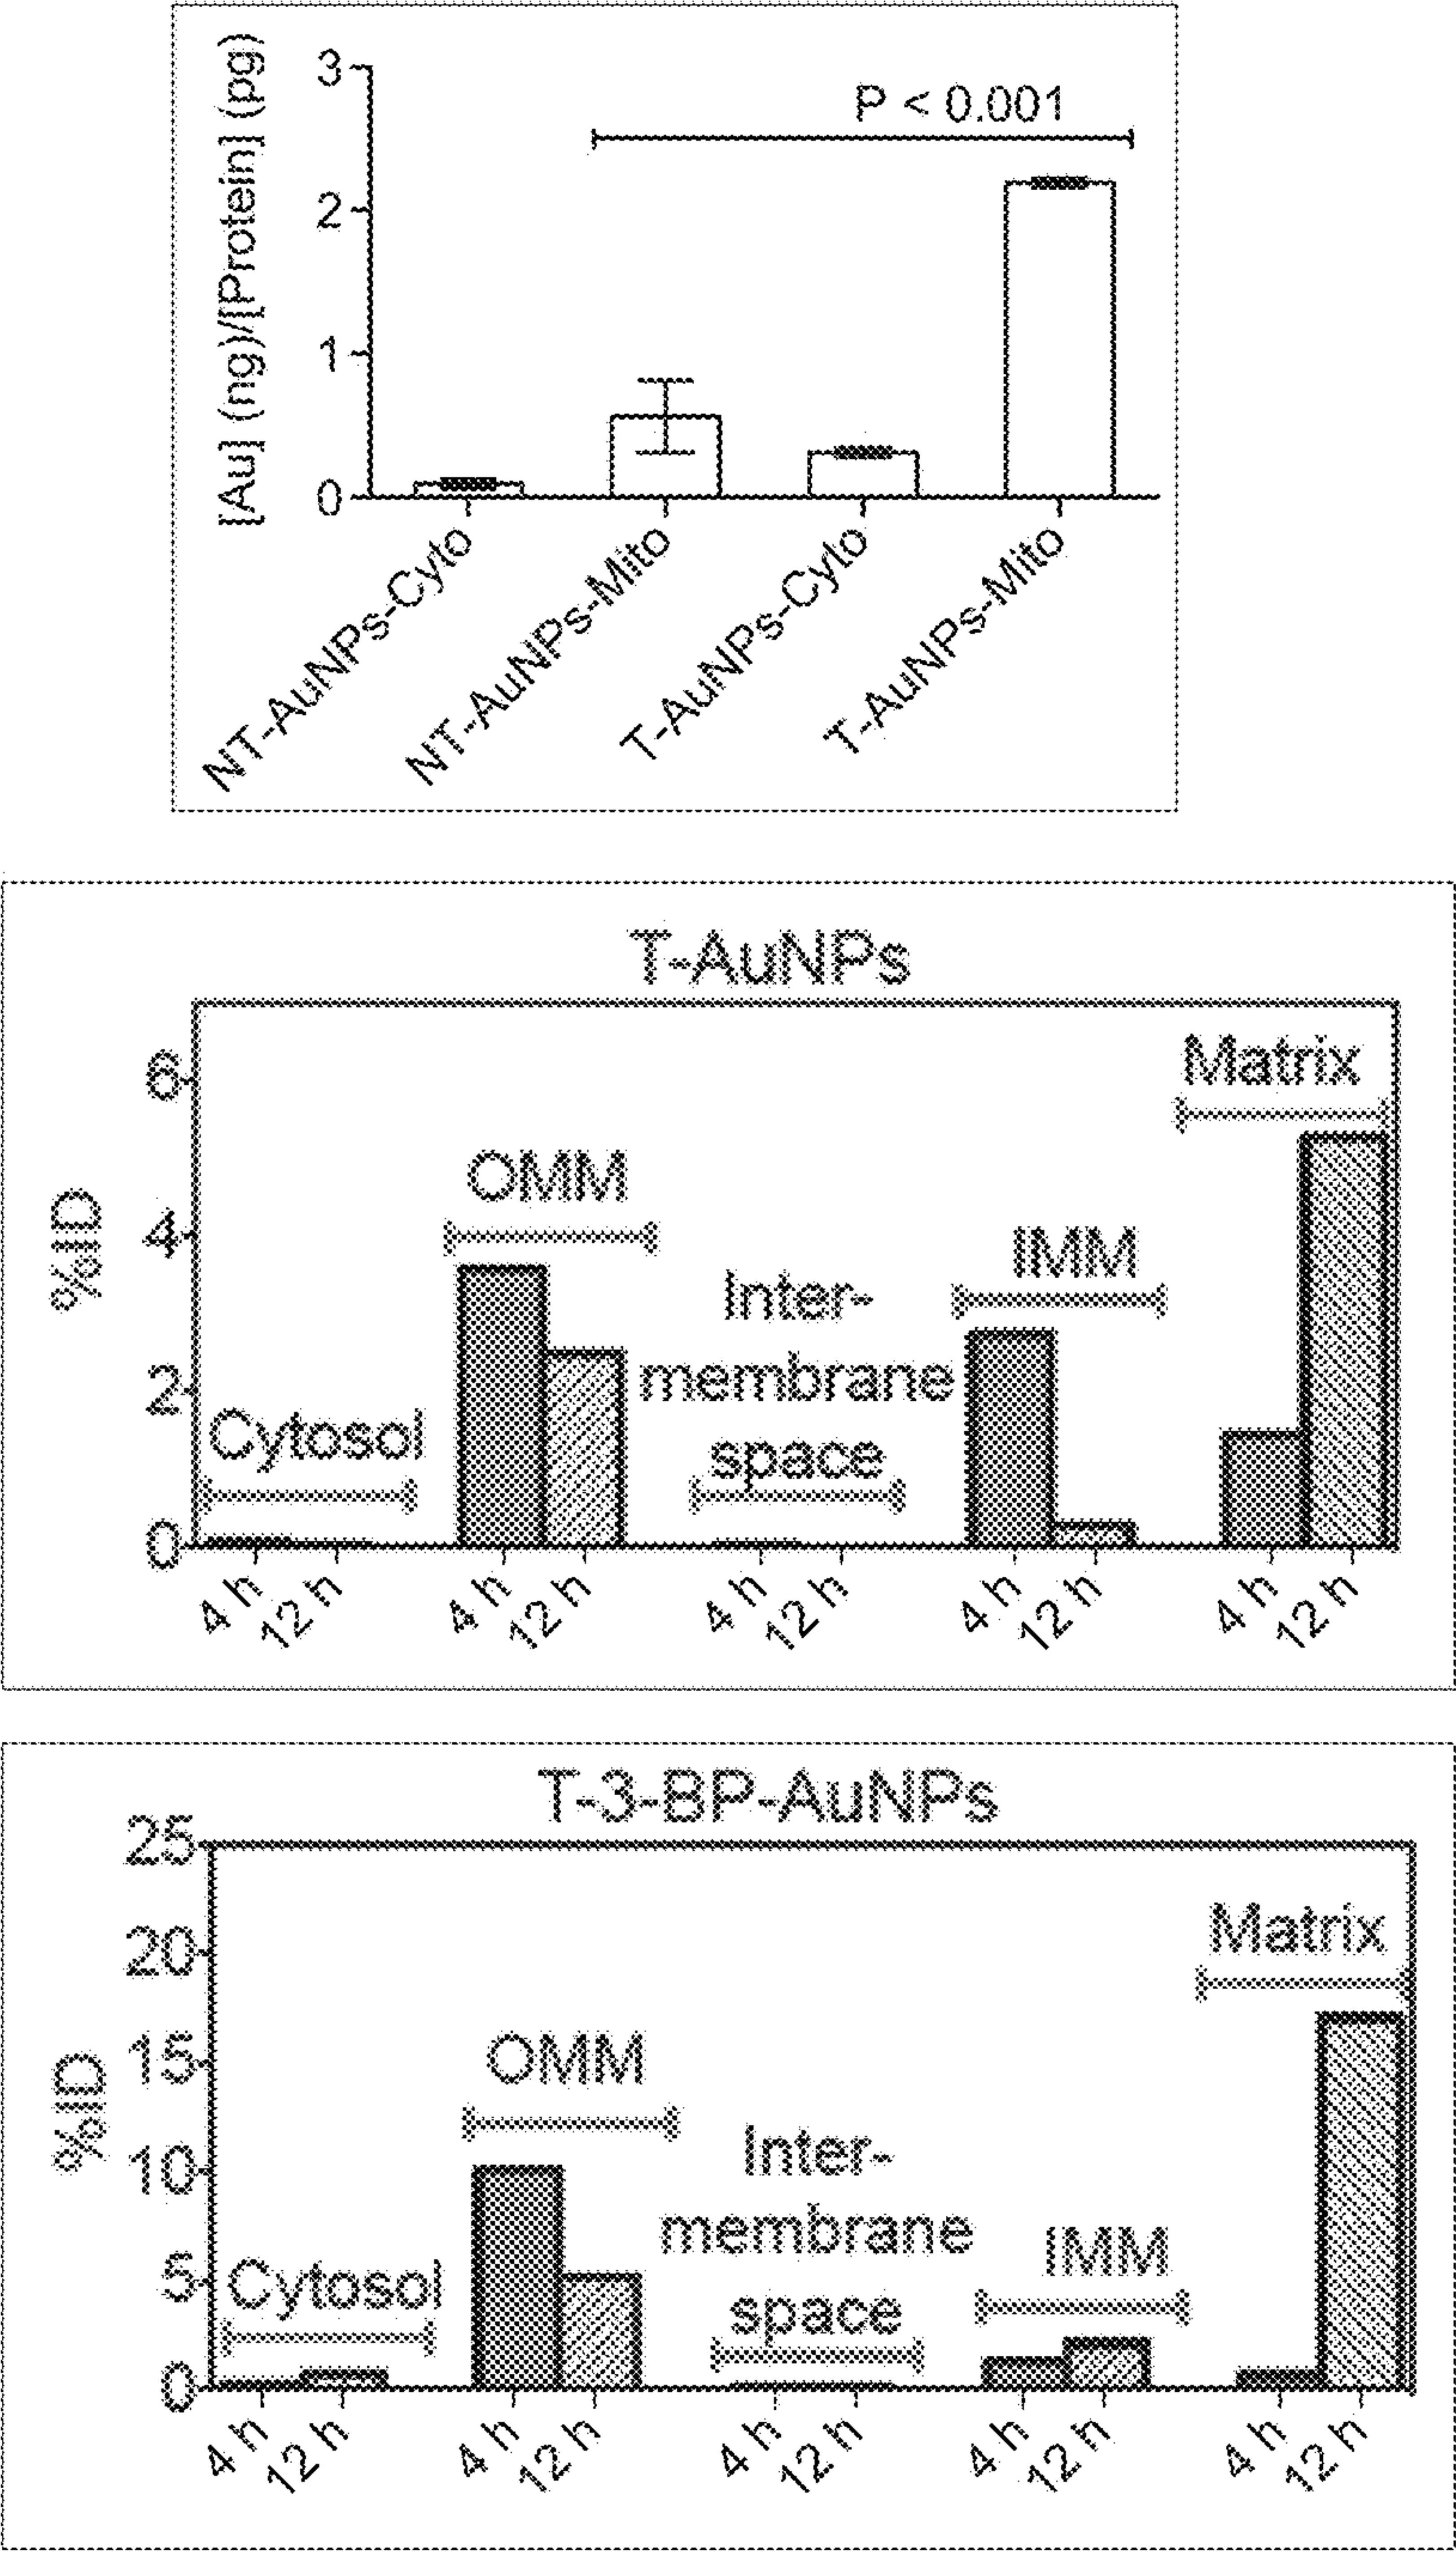 [Au] (ng)/[Protein] (pg)
3
2
1
0
P < 0.001
NT-AuNPs-Cyto
NT-AuNPs-Mito
T-AuNPs-Cyto
T-AuNPs-Mito
T-AuNPs
%ID
6
4
2
0
Cytosol
OMM
Inter-
membrane
space
IMM
Matrix
4 h
12 h
4 h
12 h
4 h
12 h
4 h
12 h
4 h
12 h
T-3-BP-AuNPs
%ID
25
20
15
10
5
0
Cytosol
OMM
Inter-
membrane
space
IMM
Matrix
4 h
12 h
4 h
12 h
4 h
12 h
4 h
12 h
4 h
12 h